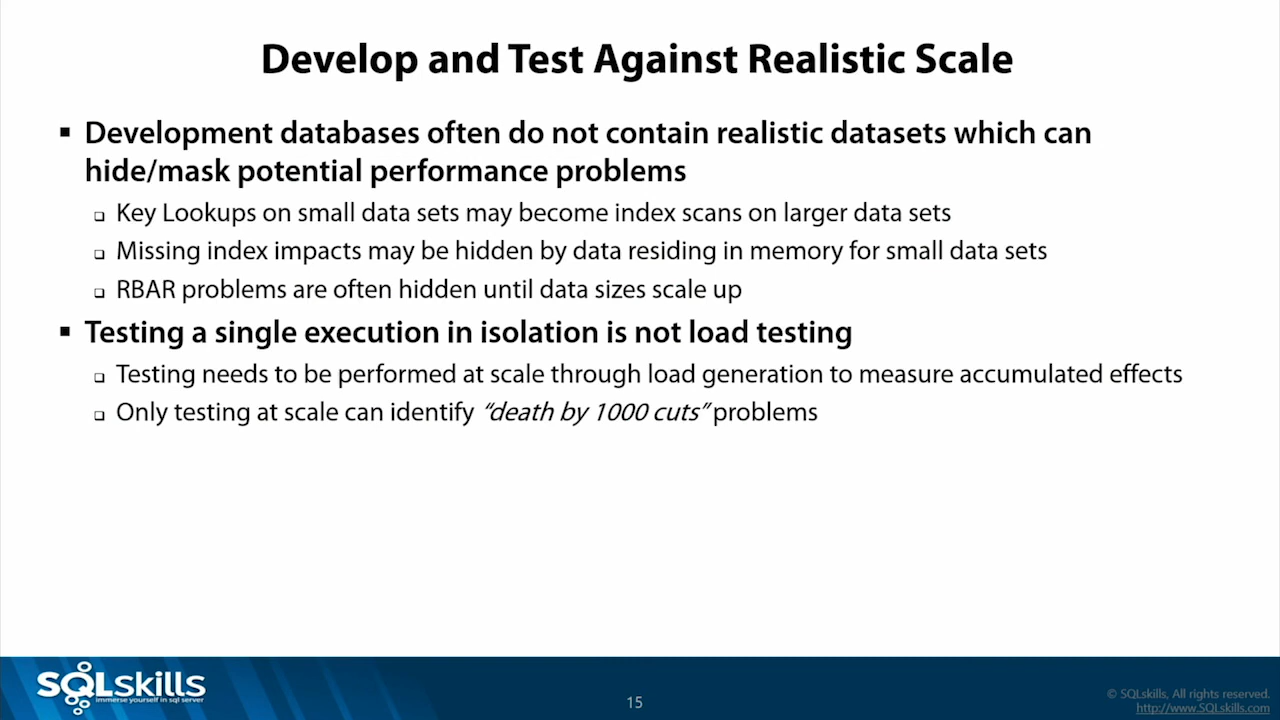 Develop and Test Against Realistic Scale
▪ Development databases often do not contain realistic datasets which can
hide/mask potential performance problems
❑ Key Lookups on small data sets may become index scans on larger data sets
❑ Missing index impacts may be hidden by data residing in memory for small data sets
❑ RBAR problems are often hidden until data sizes scale up
▪ Testing a single execution in isolation is not load testing
❑ Testing needs to be performed at scale through load generation to measure accumulated effects
❑ Only testing at scale can identify “death by 1000 cuts” problems
SQLskills
immerse yourself in sql server
15
© SQLskills, All rights reserved.
http://www.SQLskills.com